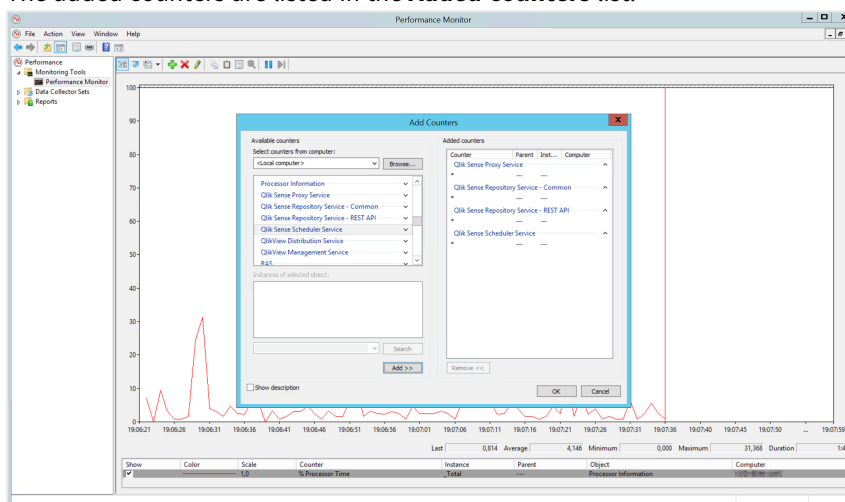 The added counters are listed in the Added counters list.
Performance Monitor
File Action View Window Help
Performance
Monitoring Tools
Performance Monitor
Data Collector Sets
Reports
100
90
80
70
60
50
40
30
20
10
0
Add Counters
Available counters
Select counters from computer:
<Local computer>
Browse...
Processor Information
Qlik Sense Proxy Service
Qlik Sense Repository Service - Common
Qlik Sense Repository Service - REST API
Qlik Sense Scheduler Service
QlikView Distribution Service
QlikView Management Service
RAS
Instances of selected object:
Search
Add >>
Show description
Added counters
Counter Parent Inst... Computer
Qlik Sense Proxy Service
* --- ---
Qlik Sense Repository Service - Common
* --- ---
Qlik Sense Repository Service - REST API
* --- ---
Qlik Sense Scheduler Service
* --- ---
Remove <<
OK Cancel
19:06:21 19:06:26 19:06:31 19:06:36 19:06:41 19:06:46 19:06:51 19:06:56 19:07:01 19:07:06 19:07:11 19:07:16 19:07:21 19:07:26 19:07:31 19:07:36 19:07:40 19:07:45 19:07:50 ... 19:07:59
Last 0,814 Average 4,146 Minimum 0,000 Maximum 31,368 Duration 1:4
Show Color Scale Counter Instance Parent Object Computer
1,0 % Processor Time _Total --- Processor Information